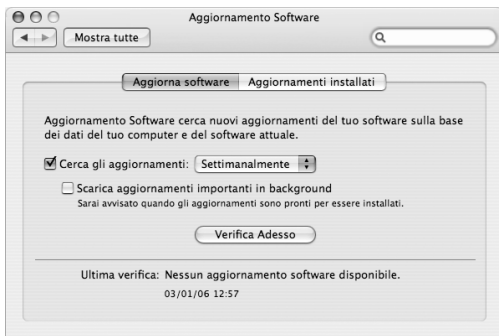 Aggiornamento Software
Mostra tutte
Aggiorna software
Aggiornamenti installati
Aggiornamento Software cerca nuovi aggiornamenti del tuo software sulla base
dei dati del tuo computer e del software attuale.
Cerca gli aggiornamenti: Settimanalmente
Scarica aggiornamenti importanti in background
Sarai avvisato quando gli aggiornamenti sono pronti per essere installati.
Verifica Adesso
Ultima verifica: Nessun aggiornamento software disponibile.
03/01/06 12:57